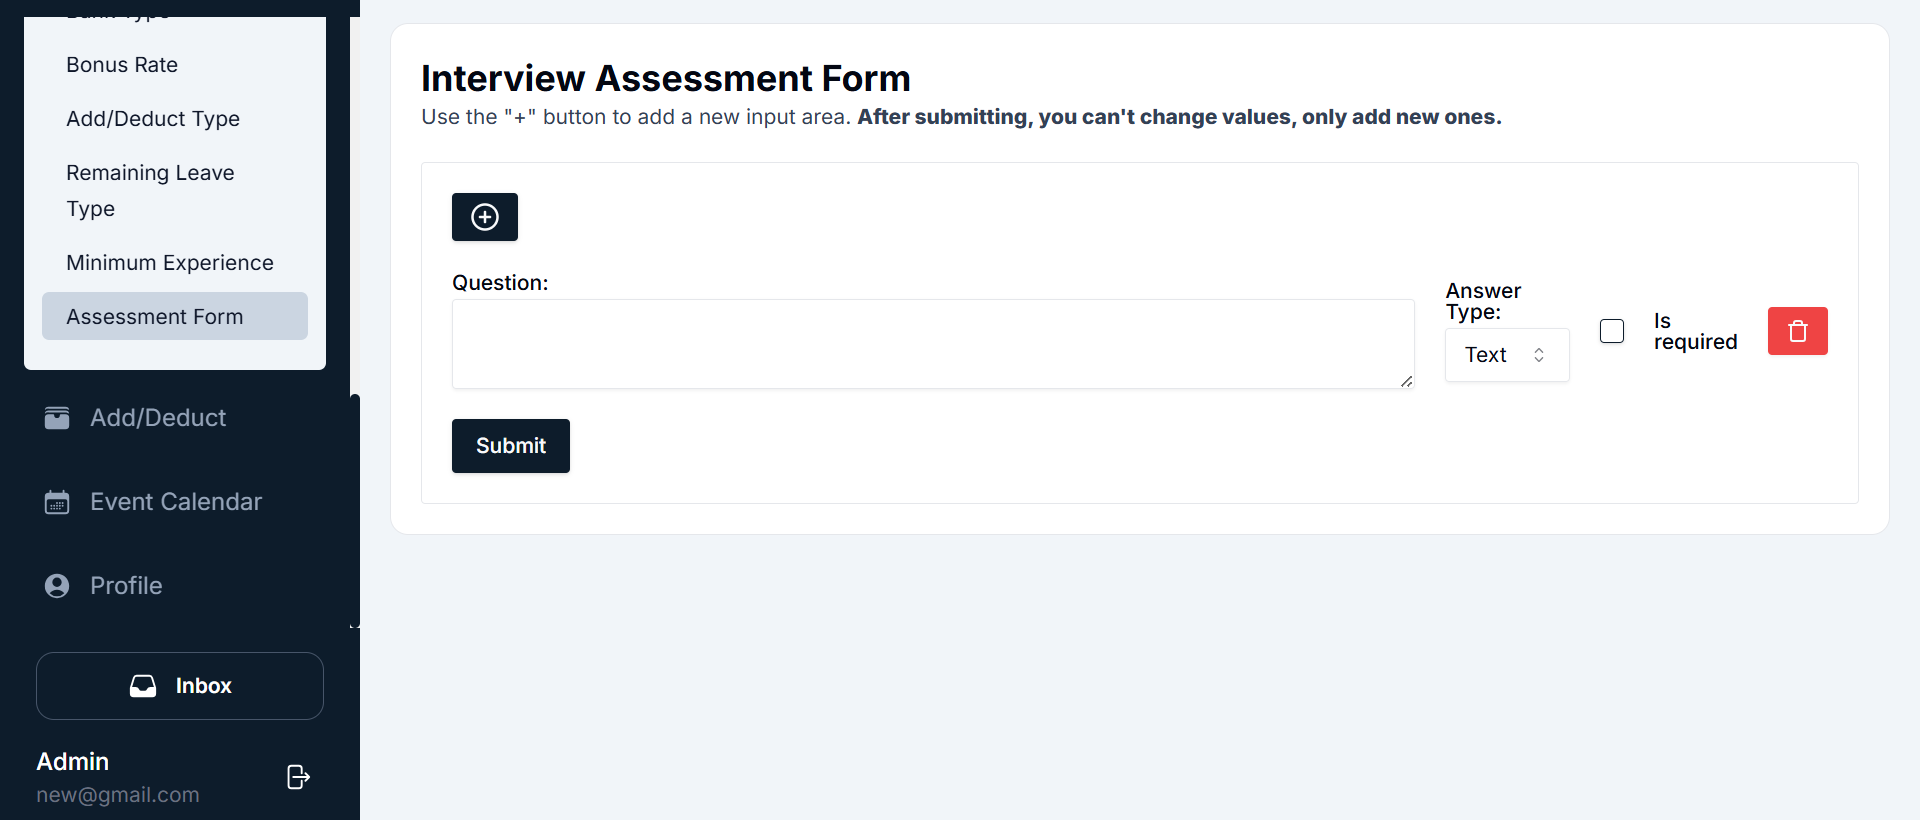 Bonus Rate
Add/Deduct Type
Remaining Leave
Type
Minimum Experience
Assessment Form
Add/Deduct
Event Calendar
Profile
Inbox
Admin
new@gmail.com
Interview Assessment Form
Use the "+" button to add a new input area. After submitting, you can't change values, only add new ones.
Question:
Answer
Type:
Text
Is
required
Submit